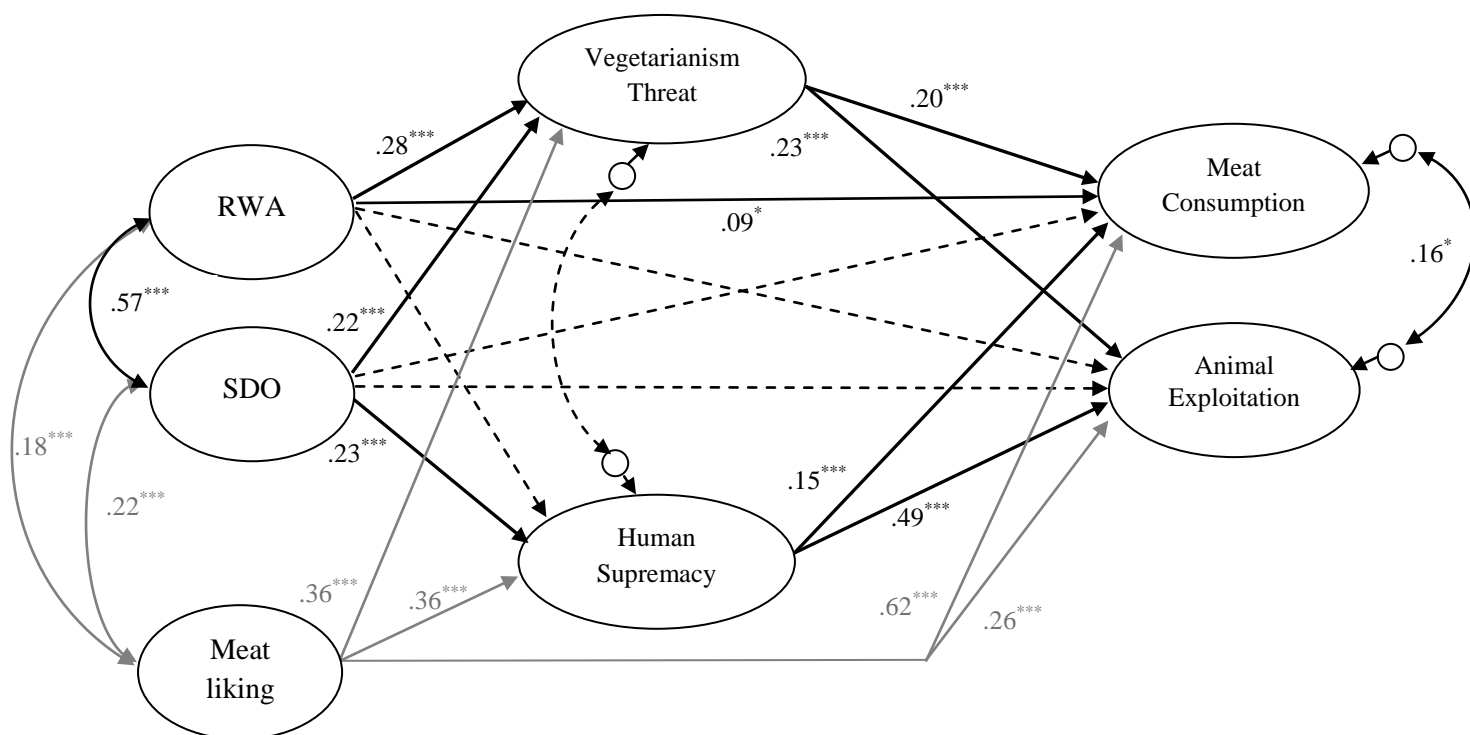 Vegetarianism
Threat
.20***
.28***
.23***
Meat
Consumption
RWA
.09*
.16*
.57***
.22***
Animal
Exploitation
SDO
.18***
.23***
.22***
.15***
.49***
Human
Supremacy
.36***
.36***
.62***
.26***
Meat
liking